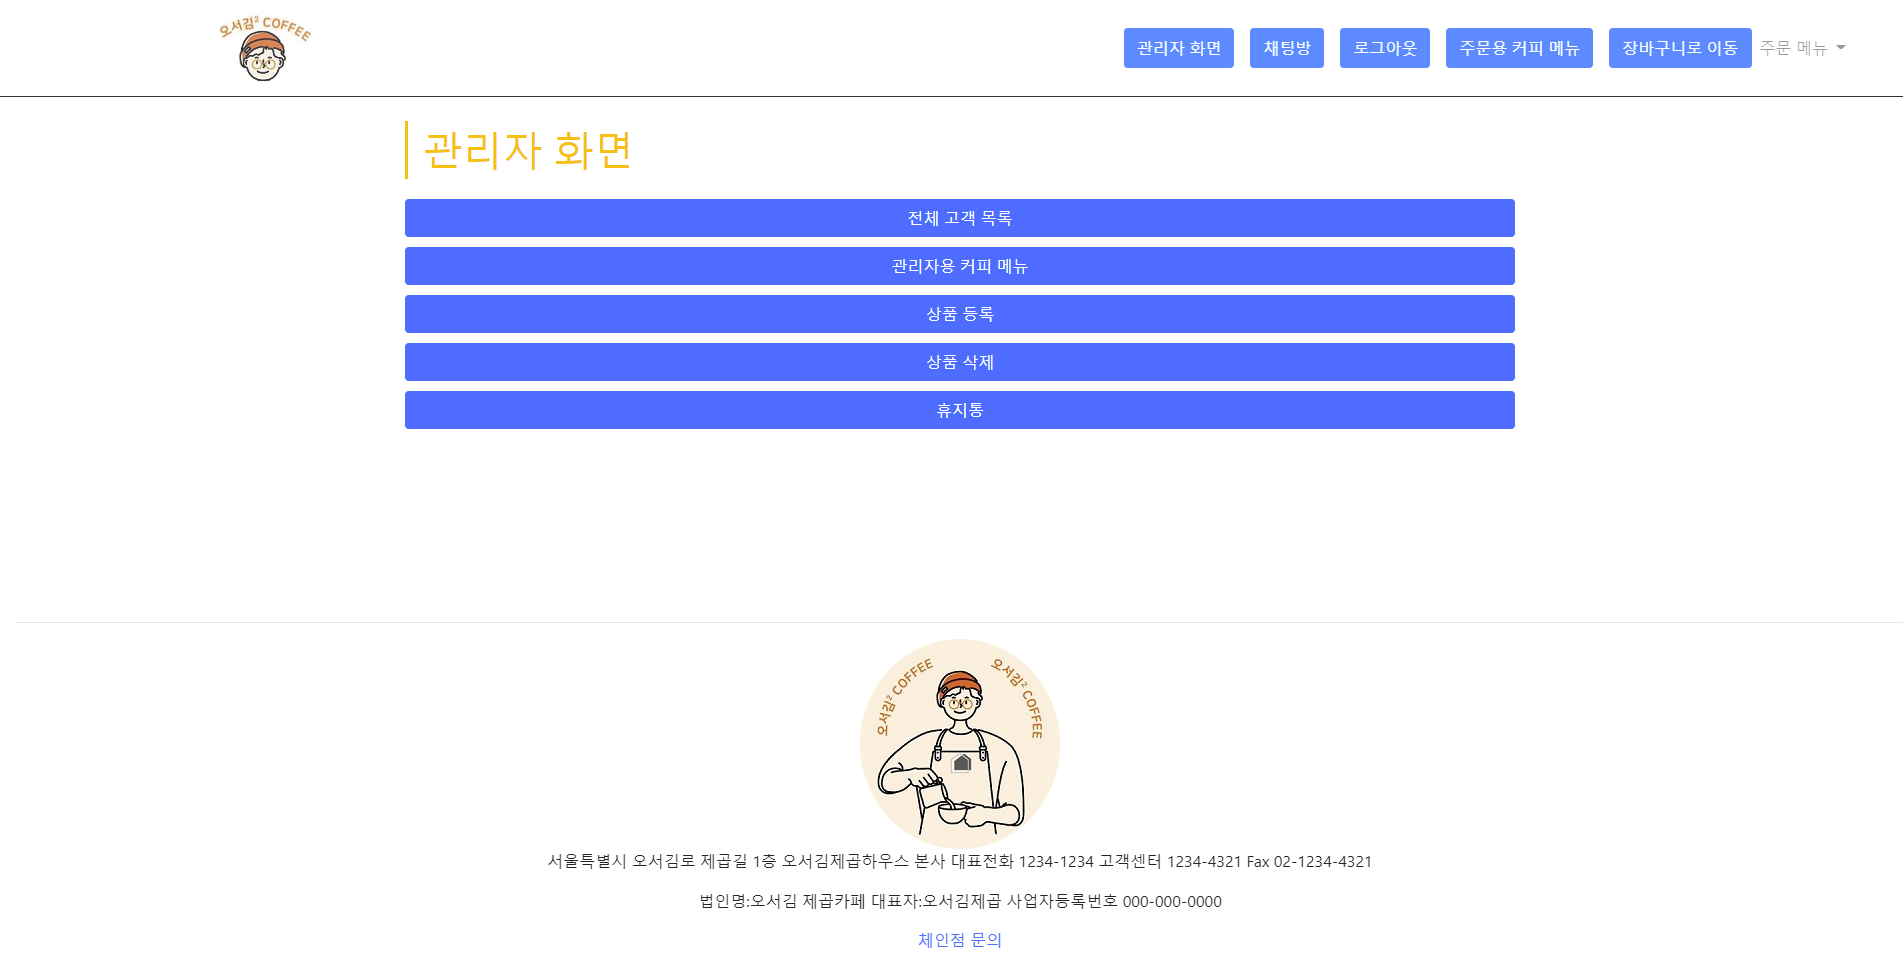 오서김² COFFEE
관리자 화면 채팅방 로그아웃 주문용 커피 메뉴 장바구니로 이동 주문 메뉴
관리자 화면
전체 고객 목록
관리자용 커피 메뉴
상품 등록
상품 삭제
휴지통
오서김² COFFEE 오서김² COFFEE
서울특별시 오서김로 제곱길 1층 오서김제곱하우스 본사 대표전화 1234-1234 고객센터 1234-4321 Fax 02-1234-4321
법인명:오서김 제곱카페 대표자:오서김제곱 사업자등록번호 000-000-0000
체인점 문의